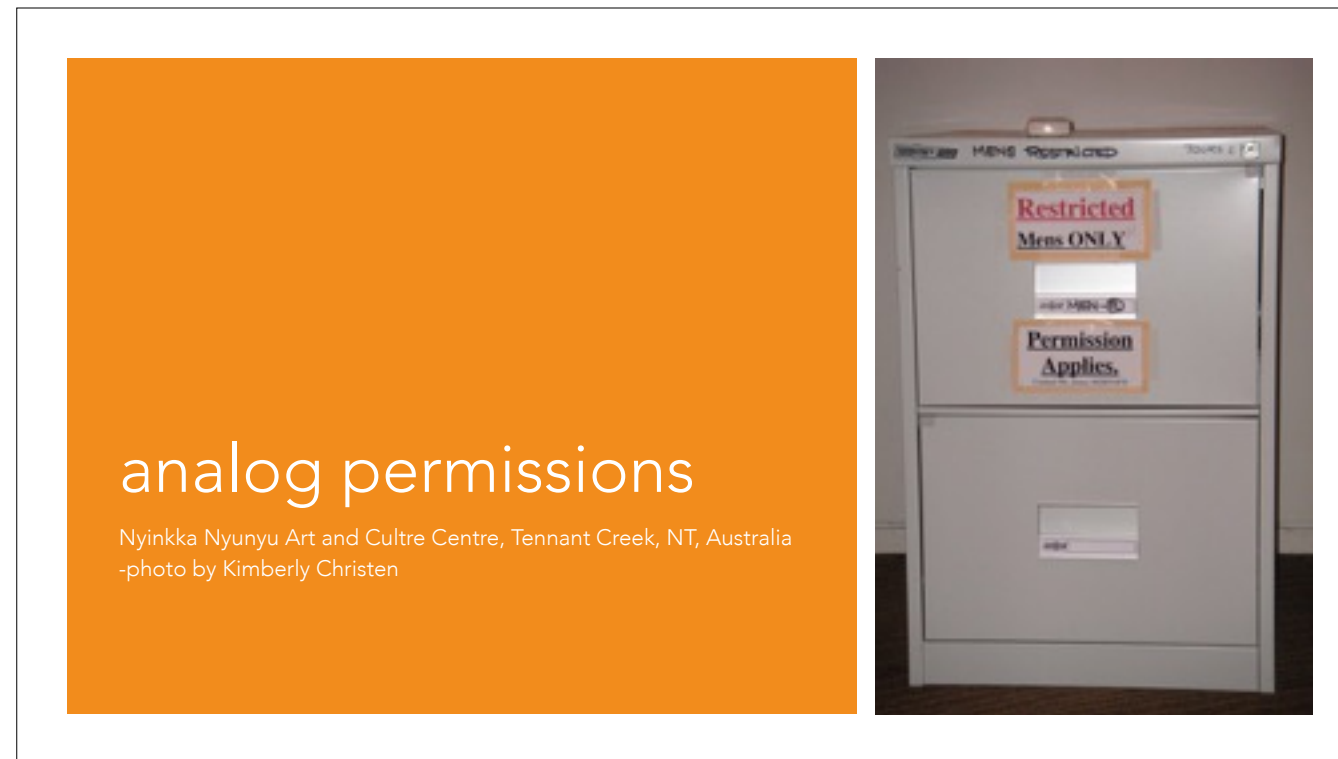 analog permissions
Nyinkka Nyunyu Art and Cultre Centre, Tennant Creek, NT, Australia
-photo by Kimberly Christen
MENS RESTRICTED
Restricted
Mens ONLY
MEN
Permission
Applies.